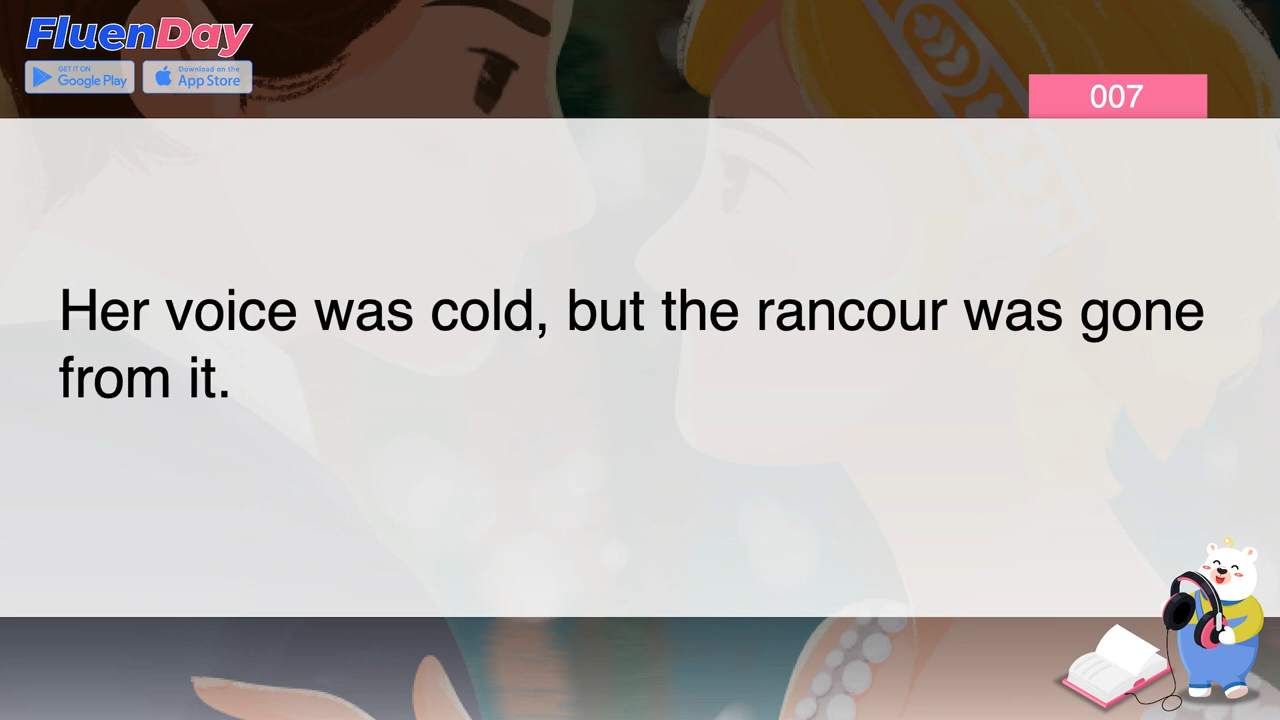 FluenDay
GET IT ON
Google Play
Download on the
App Store
007
Her voice was cold, but the rancour was gone
from it.